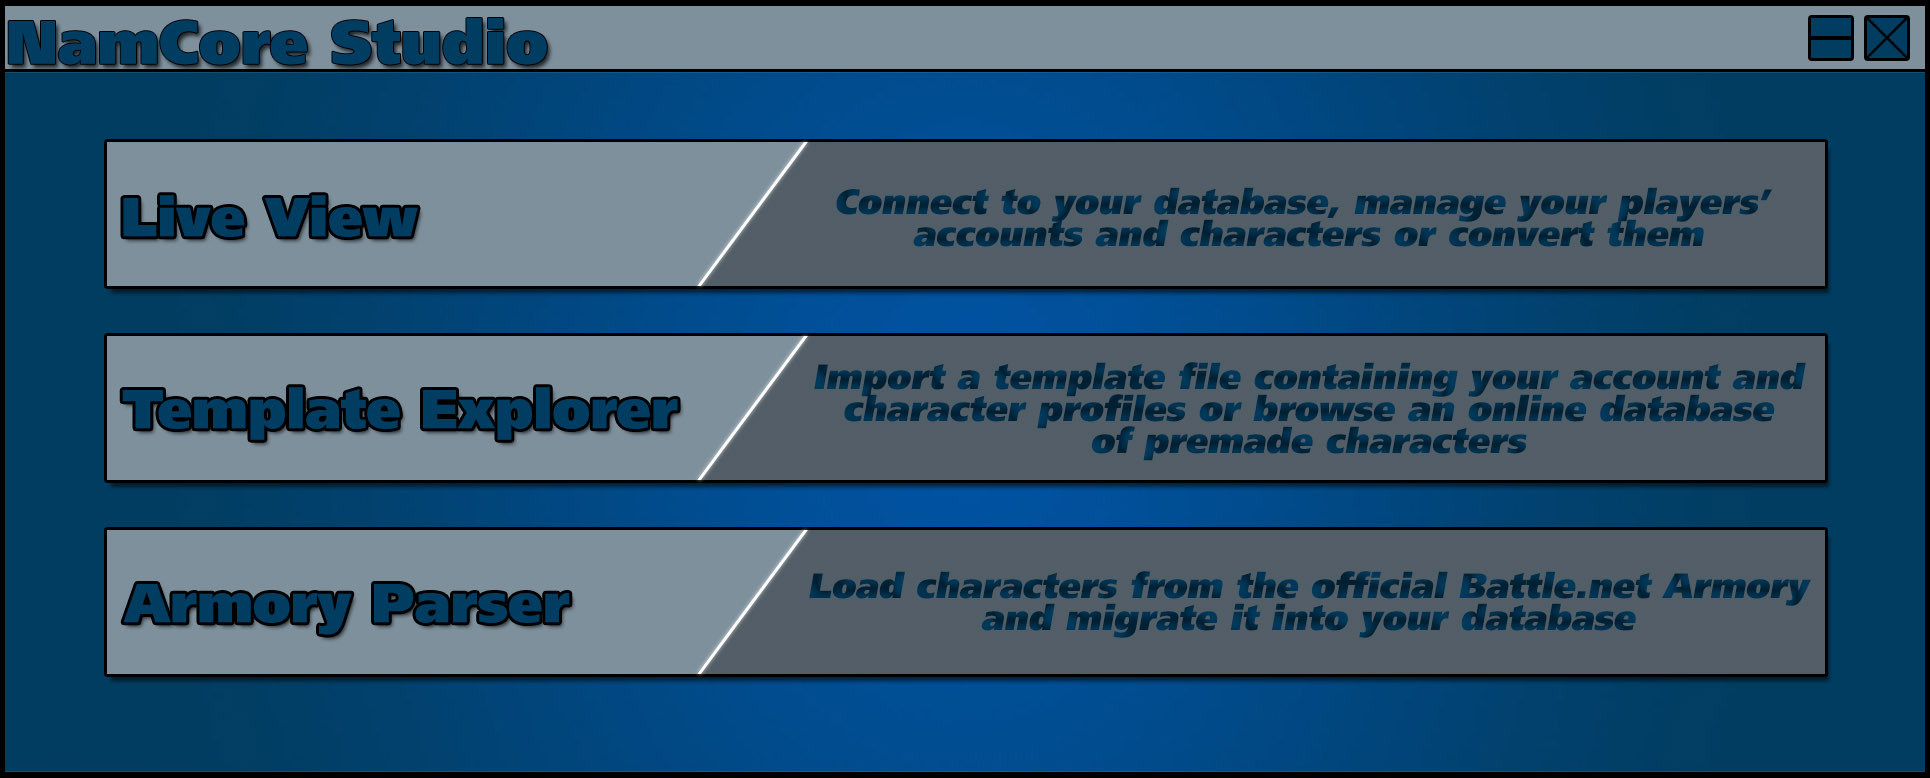 NamCore Studio
Live View
Connect to your database, manage your players’
accounts and characters or convert them
Template Explorer
Import a template file containing your account and
character profiles or browse an online database
of premade characters
Armory Parser
Load characters from the official Battle.net Armory
and migrate it into your database